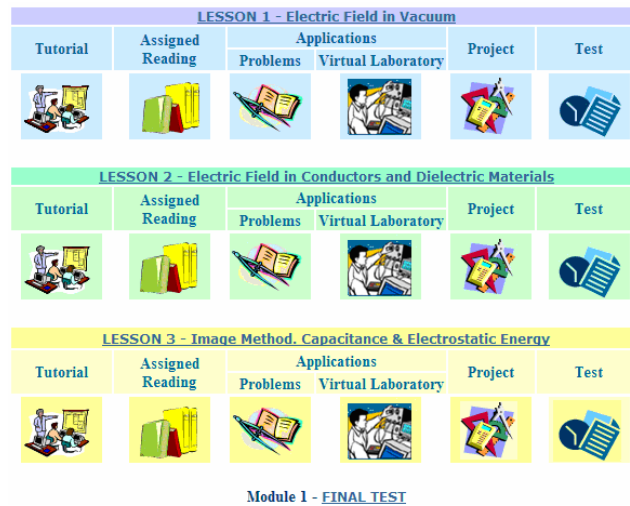 LESSON 1 - Electric Field in Vacuum
Tutorial
Assigned
Reading
Applications
Problems
Virtual Laboratory
Project
Test
LESSON 2 - Electric Field in Conductors and Dielectric Materials
Tutorial
Assigned
Reading
Applications
Problems
Virtual Laboratory
Project
Test
LESSON 3 - Image Method. Capacitance & Electrostatic Energy
Tutorial
Assigned
Reading
Applications
Problems
Virtual Laboratory
Project
Test
Module 1 - FINAL TEST